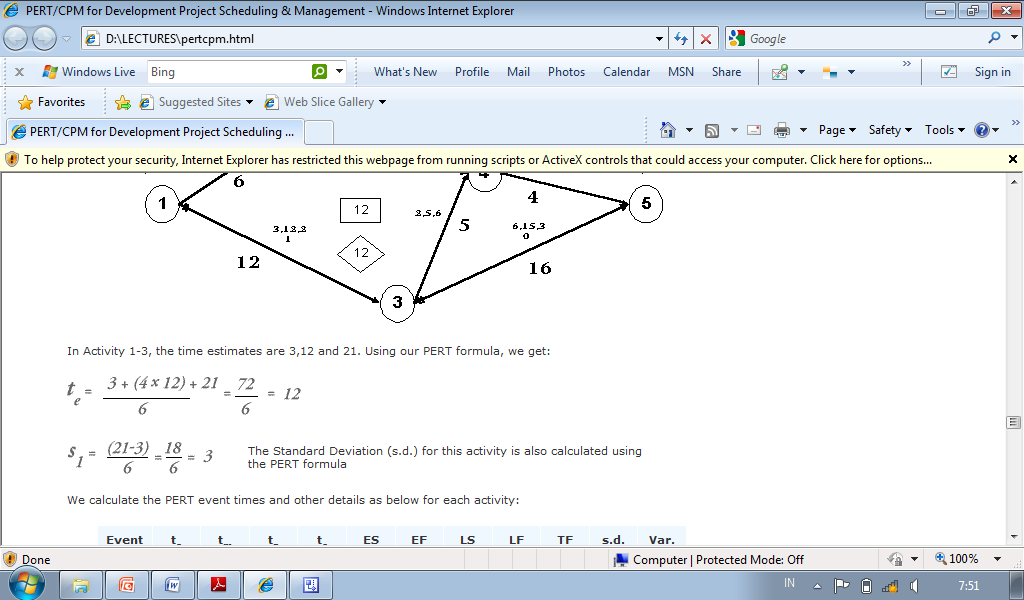 PERT/CPM for Development Project Scheduling & Management - Windows Internet Explorer
D:\LECTURES\pertcpm.html
Google
x Windows Live Bing What's New Profile Mail Photos Calendar MSN Share » Sign in
Favorites Suggested Sites Web Slice Gallery
PERT/CPM for Development Project Scheduling ... Page Safety Tools »
To help protect your security, Internet Explorer has restricted this webpage from running scripts or ActiveX controls that could access your computer. Click here for options...
6
4
1
12
2,5,6
4
5
3,12,2
1
5
6,15,3
0
12
12
16
3
In Activity 1-3, the time estimates are 3,12 and 21. Using our PERT formula, we get:
te = 3 + (4 x 12) + 21 / 6 = 72 / 6 = 12
s1 = (21-3) / 6 = 18 / 6 = 3
The Standard Deviation (s.d.) for this activity is also calculated using
the PERT formula
We calculate the PERT event times and other details as below for each activity:
Event t t t t ES EF LS LF TF s.d. Var.
Done Computer | Protected Mode: Off 100%
IN 7:51